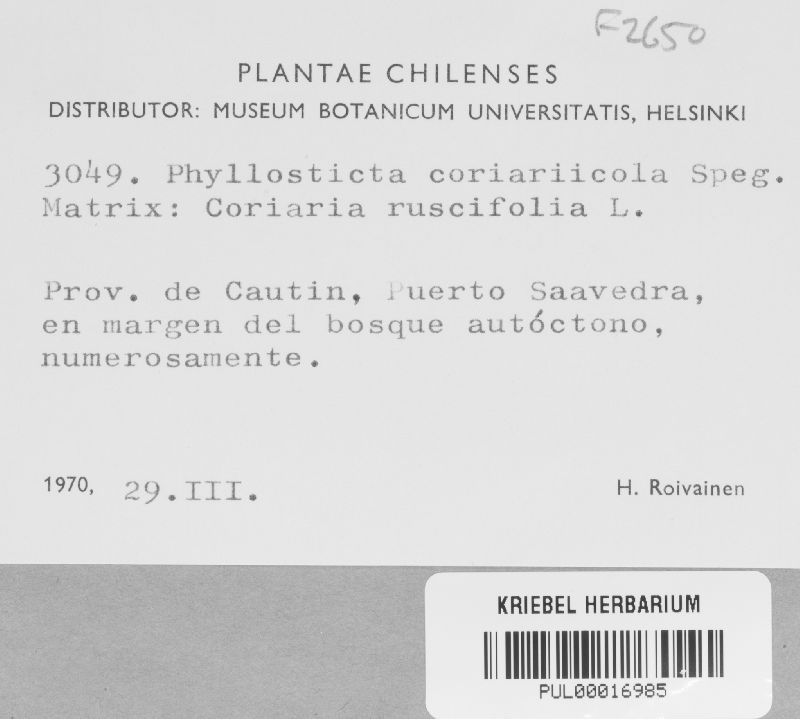 F2650
PLANTAE CHILENSES
DISTRIBUTOR: MUSEUM BOTANICUM UNIVERSITATIS, HELSINKI
3049. Phyllosticta coriariicola Speg.
Matrix: Coriaria ruscifolia L.
Prov. de Cautin, Puerto Saavedra,
en margen del bosque autóctono,
numerosamente.
1970, 29.III. H. Roivainen
KRIEBEL HERBARIUM
PUL00016985